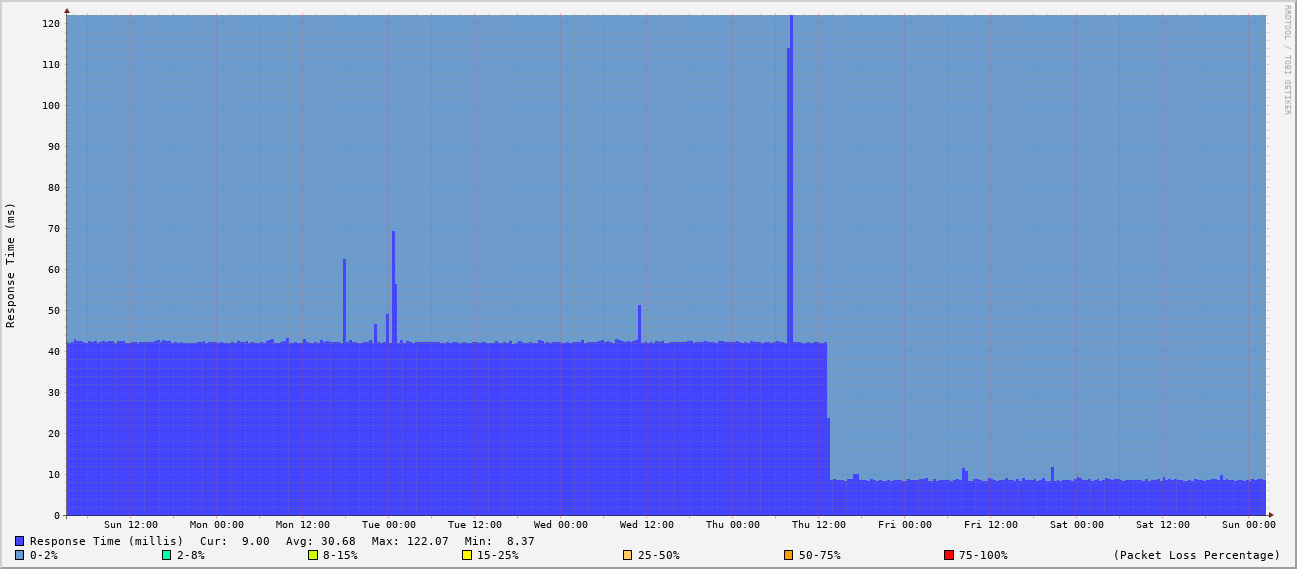 RRDTOOL / TOBI OETIKER
Response Time (ms)
120
110
100
90
80
70
60
50
40
30
20
10
0
Sun 12:00 Mon 00:00 Mon 12:00 Tue 00:00 Tue 12:00 Wed 00:00 Wed 12:00 Thu 00:00 Thu 12:00 Fri 00:00 Fri 12:00 Sat 00:00 Sat 12:00 Sun 00:00
Response Time (millis) Cur: 9.00 Avg: 30.68 Max: 122.07 Min: 8.37
0-2% 2-8% 8-15% 15-25% 25-50% 50-75% 75-100% (Packet Loss Percentage)